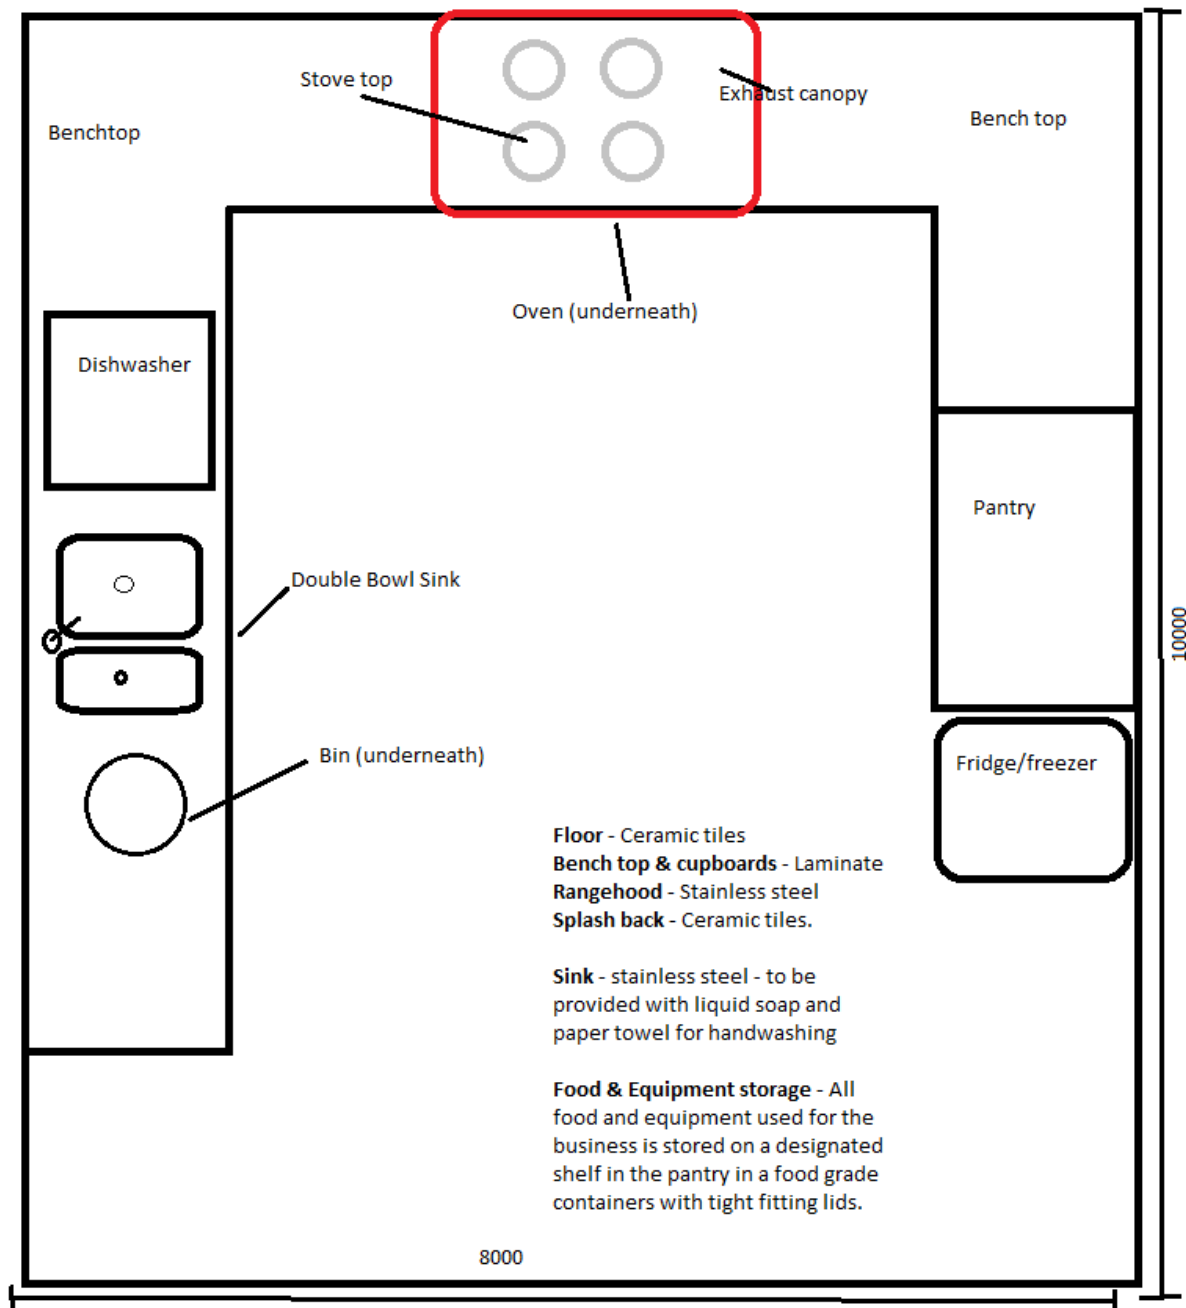 Stove top
Exhaust canopy
Benchtop
Bench top
Oven (underneath)
Dishwasher
Pantry
Double Bowl Sink
10000
Bin (underneath)
Fridge/freezer
Floor - Ceramic tiles
Bench top & cupboards - Laminate
Rangehood - Stainless steel
Splash back - Ceramic tiles.
Sink - stainless steel - to be
provided with liquid soap and
paper towel for handwashing
Food & Equipment storage - All
food and equipment used for the
business is stored on a designated
shelf in the pantry in a food grade
containers with tight fitting lids.
8000